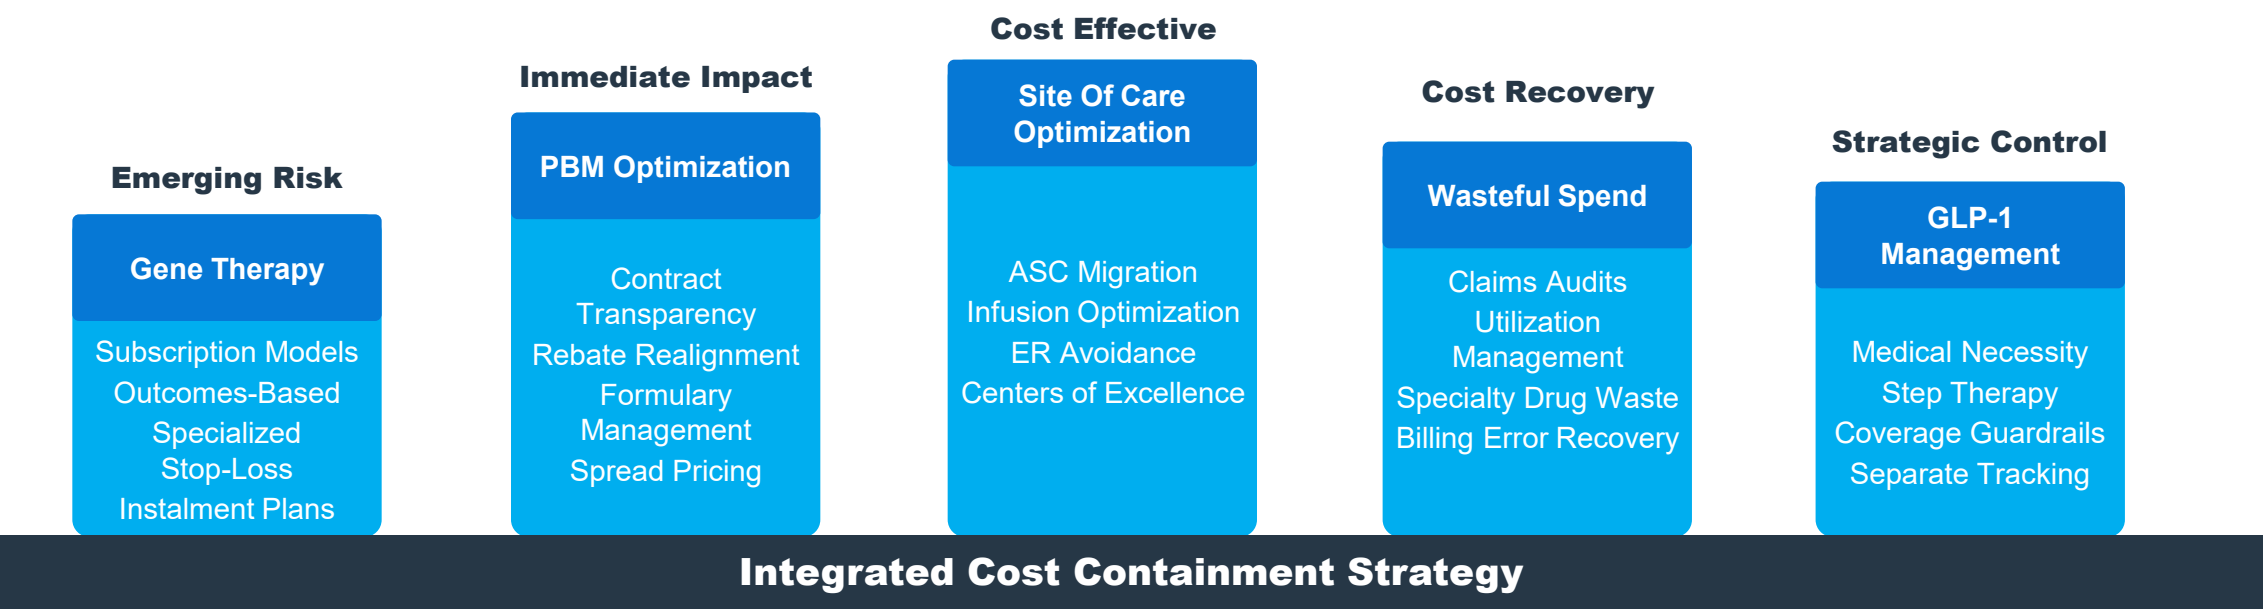 Emerging Risk
Gene Therapy
Subscription Models
Outcomes-Based
Specialized
Stop-Loss
Instalment Plans
Immediate Impact
PBM Optimization
Contract
Transparency
Rebate Realignment
Formulary
Management
Spread Pricing
Cost Effective
Site Of Care
Optimization
ASC Migration
Infusion Optimization
ER Avoidance
Centers of Excellence
Cost Recovery
Wasteful Spend
Claims Audits
Utilization
Management
Specialty Drug Waste
Billing Error Recovery
Strategic Control
GLP-1
Management
Medical Necessity
Step Therapy
Coverage Guardrails
Separate Tracking
Integrated Cost Containment Strategy